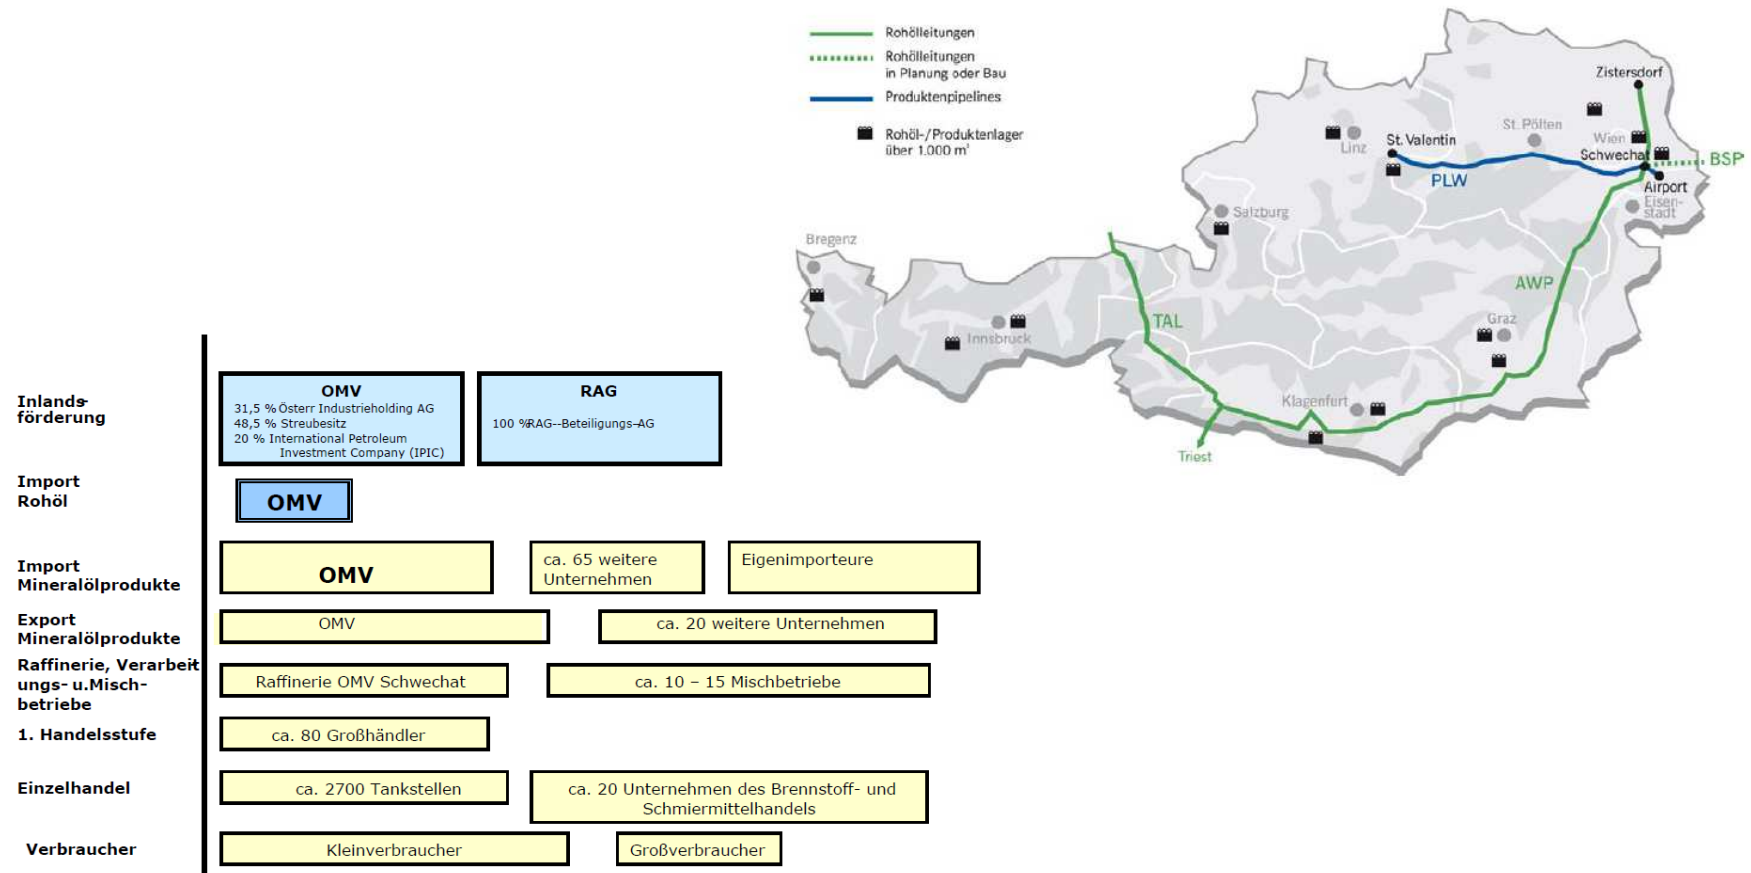 Rohölleitungen
Rohölleitungen
in Planung oder Bau
Produktenpipelines
Rohöl-/Produktenlager
über 1.000 m³
Zistersdorf
St. Pölten
Wien
Linz
St. Valentin
Schwechat
BSP
PLW
Airport
Eisen-
stadt
Salzburg
Bregenz
AWP
TAL
Graz
Innsbruck
Klagenfurt
Triest
Inlands-
förderung
OMV
31,5 % Österr Industrieholding AG
48,5 % Streubesitz
20 % International Petroleum
Investment Company (IPIC)
RAG
100 %RAG--Beteiligungs-AG
Import
Rohöl
OMV
Import
Mineralölprodukte
OMV
ca. 65 weitere
Unternehmen
Eigenimporteure
Export
Mineralölprodukte
OMV
ca. 20 weitere Unternehmen
Raffinerie, Verarbeit
ungs- u.Misch-
betriebe
Raffinerie OMV Schwechat
ca. 10 – 15 Mischbetriebe
1. Handelsstufe
ca. 80 Großhändler
Einzelhandel
ca. 2700 Tankstellen
ca. 20 Unternehmen des Brennstoff- und
Schmiermittelhandels
Verbraucher
Kleinverbraucher
Großverbraucher